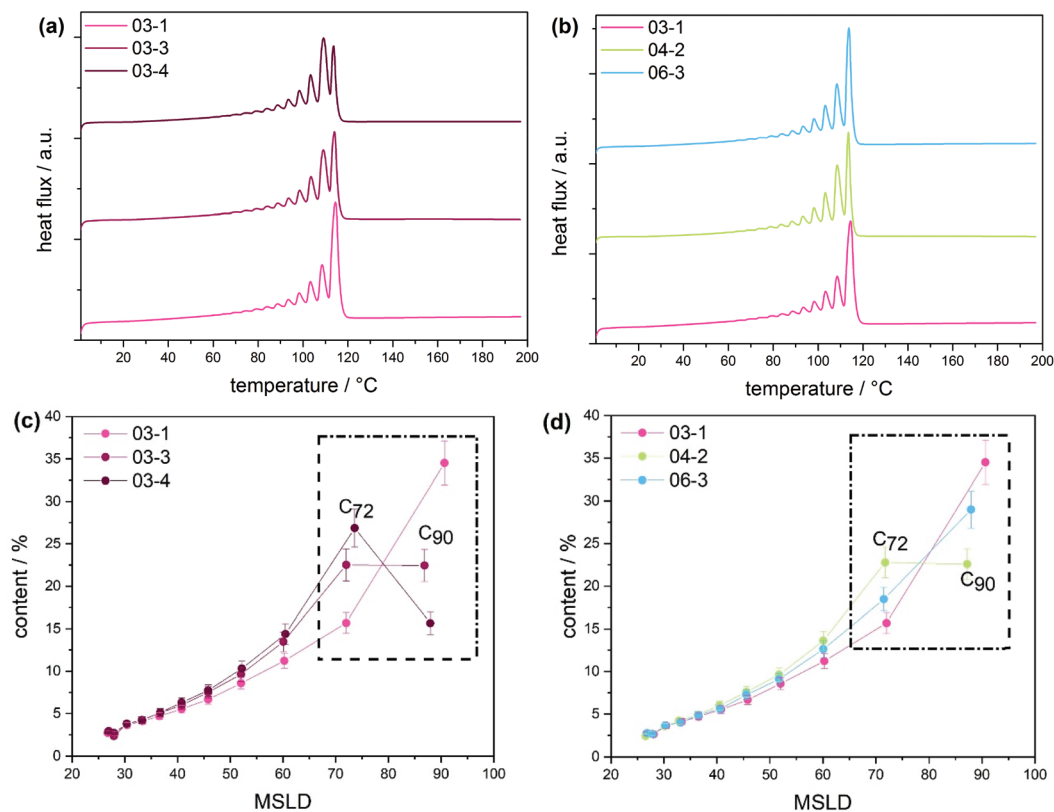 (a)
03-1
03-3
03-4
heat flux / a.u.
20 40 60 80 100 120 140 160 180 200
temperature / °C
(b)
03-1
04-2
06-3
heat flux / a.u.
20 40 60 80 100 120 140 160 180 200
temperature / °C
(c)
03-1
03-3
03-4
C72
C90
content / %
40
35
30
25
20
15
10
5
0
20 30 40 50 60 70 80 90 100
MSLD
(d)
03-1
04-2
06-3
C72
C90
content / %
40
35
30
25
20
15
10
5
0
20 30 40 50 60 70 80 90 100
MSLD